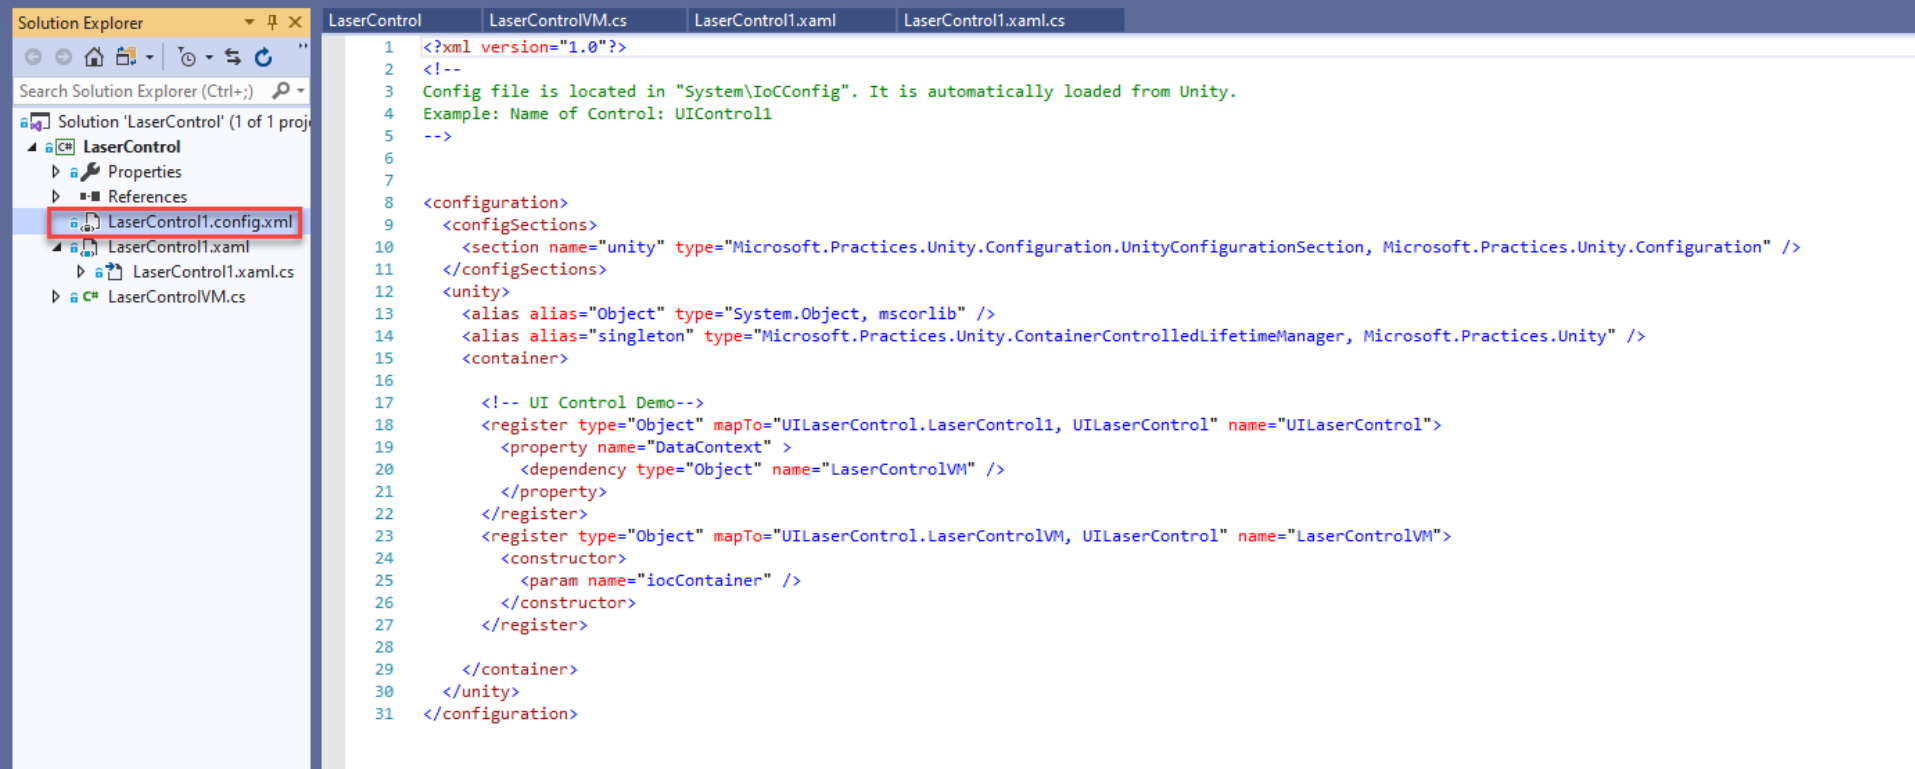 Solution Explorer
Search Solution Explorer (Ctrl+;)
Solution 'LaserControl' (1 of 1 proj
C# LaserControl
Properties
References
LaserControl1.config.xml
LaserControl1.xaml
LaserControl1.xaml.cs
C# LaserControlVM.cs
LaserControl LaserControlVM.cs LaserControl1.xaml LaserControl1.xaml.cs
1 <?xml version="1.0"?>
2 <!--
3 Config file is located in "System\IoCConfig". It is automatically loaded from Unity.
4 Example: Name of Control: UIControl1
5 -->
6
7
8 <configuration>
9 <configSections>
10 <section name="unity" type="Microsoft.Practices.Unity.Configuration.UnityConfigurationSection, Microsoft.Practices.Unity.Configuration" />
11 </configSections>
12 <unity>
13 <alias alias="Object" type="System.Object, mscorlib" />
14 <alias alias="singleton" type="Microsoft.Practices.Unity.ContainerControlledLifetimeManager, Microsoft.Practices.Unity" />
15 <container>
16
17 <!-- UI Control Demo-->
18 <register type="Object" mapTo="UILaserControl.LaserControl1, UILaserControl" name="UILaserControl">
19 <property name="DataContext" >
20 <dependency type="Object" name="LaserControlVM" />
21 </property>
22 </register>
23 <register type="Object" mapTo="UILaserControl.LaserControlVM, UILaserControl" name="LaserControlVM">
24 <constructor>
25 <param name="iocContainer" />
26 </constructor>
27 </register>
28
29 </container>
30 </unity>
31 </configuration>